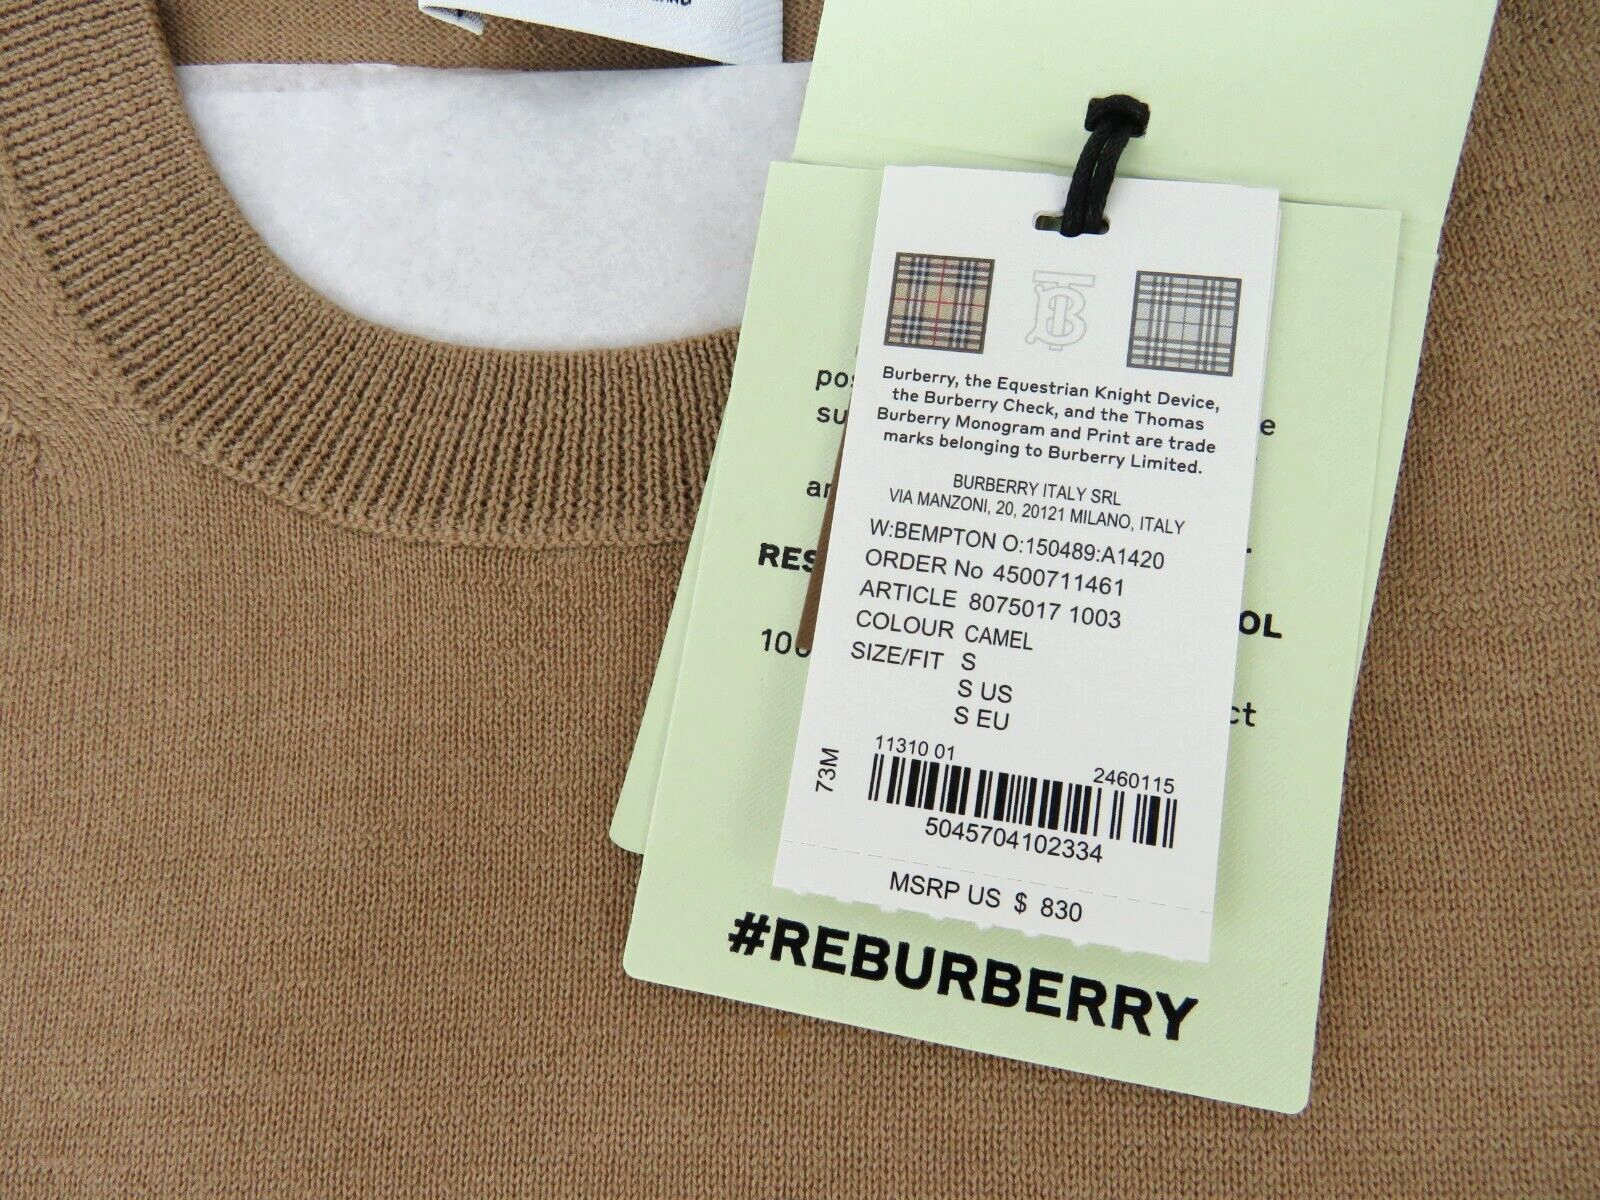 Burberry, the Equestrian Knight Device,
the Burberry Check, and the Thomas
Burberry Monogram and Print are trade
marks belonging to Burberry Limited.
BURBERRY ITALY SRL
VIA MANZONI, 20, 20121 MILANO, ITALY
W:BEMPTON O:150489:A1420
ORDER No 4500711461
ARTICLE 8075017 1003
COLOUR CAMEL
SIZE/FIT S
S US
S EU
73M
11310 01
2460115
5045704102334
MSRP US $ 830
#REBURBERRY